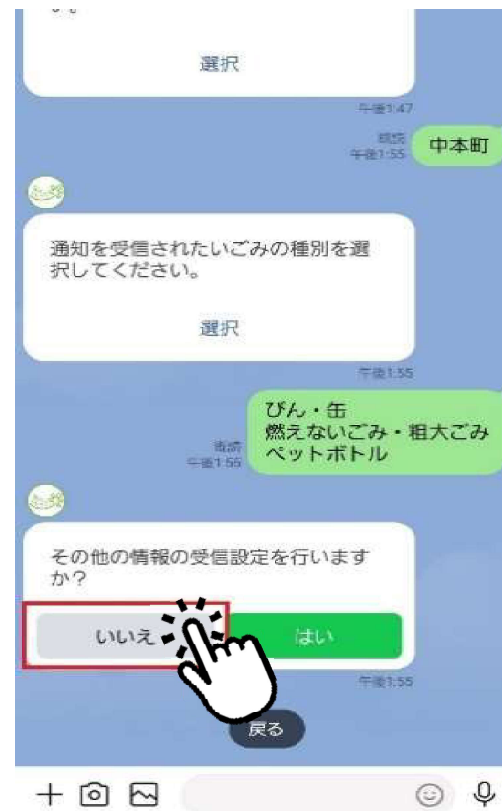 選択
午後1:47
既読
午後1:55
中本町
通知を受信されたいごみの種別を選
択してください。
選択
午後1:55
びん・缶
燃えないごみ・粗大ごみ
ペットボトル
既読
午後1:55
その他の情報の受信設定を行います
か？
いいえ
はい
午後1:55
戻る